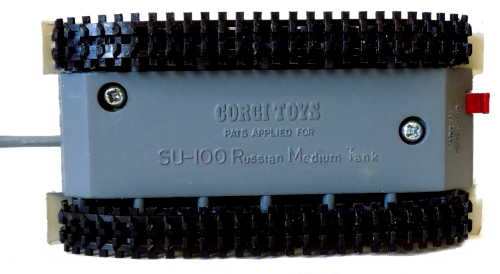 CORGI TOYS
PATS APPLIED FOR
SU-100 Russian Medium Tank